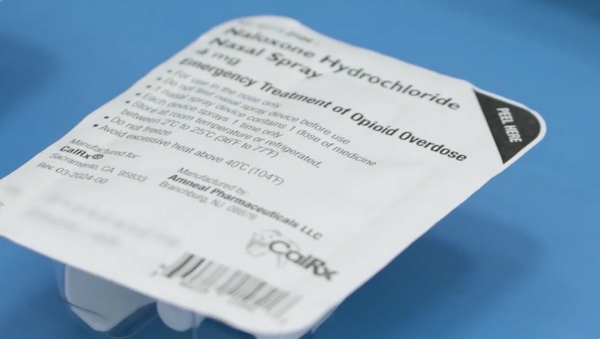 Naloxone Hydrochloride
Nasal Spray
4 mg
Emergency Treatment of Opioid Overdose
• For use in the nose only
• Do not test nasal spray device before use
• 1 nasal spray device contains 1 dose of medicine
• Each device sprays 1 time only
• Store at room temperature or refrigerated,
between 2°C to 25°C (36°F to 77°F)
• Do not freeze
• Avoid excessive heat above 40°C (104°F)
Manufactured for:
CalRx®
Sacramento, CA 95833
Rev. 03-2024-00
Manufactured by:
Amneal Pharmaceuticals LLC
Branchburg, NJ 08876
CalRx
PEEL HERE